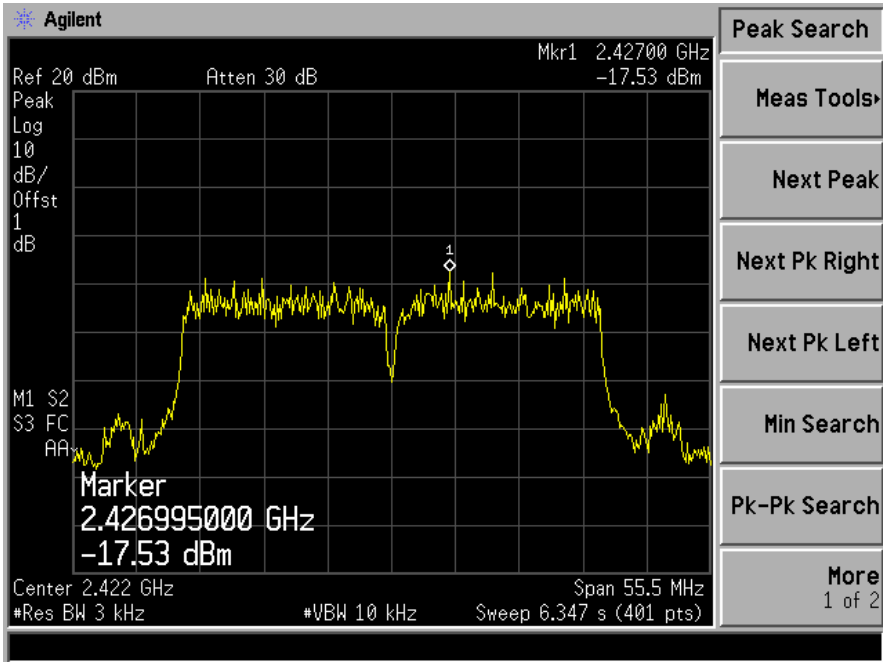 Agilent
Peak Search
Mkr1 2.42700 GHz
Ref 20 dBm Atten 30 dB -17.53 dBm
Peak
Log
10
dB/
Offst
1
dB
1
M1 S2
S3 FC
AA
Marker
2.426995000 GHz
-17.53 dBm
Center 2.422 GHz Span 55.5 MHz
#Res BW 3 kHz #VBW 10 kHz Sweep 6.347 s (401 pts)
Meas Tools
Next Peak
Next Pk Right
Next Pk Left
Min Search
Pk-Pk Search
More
1 of 2